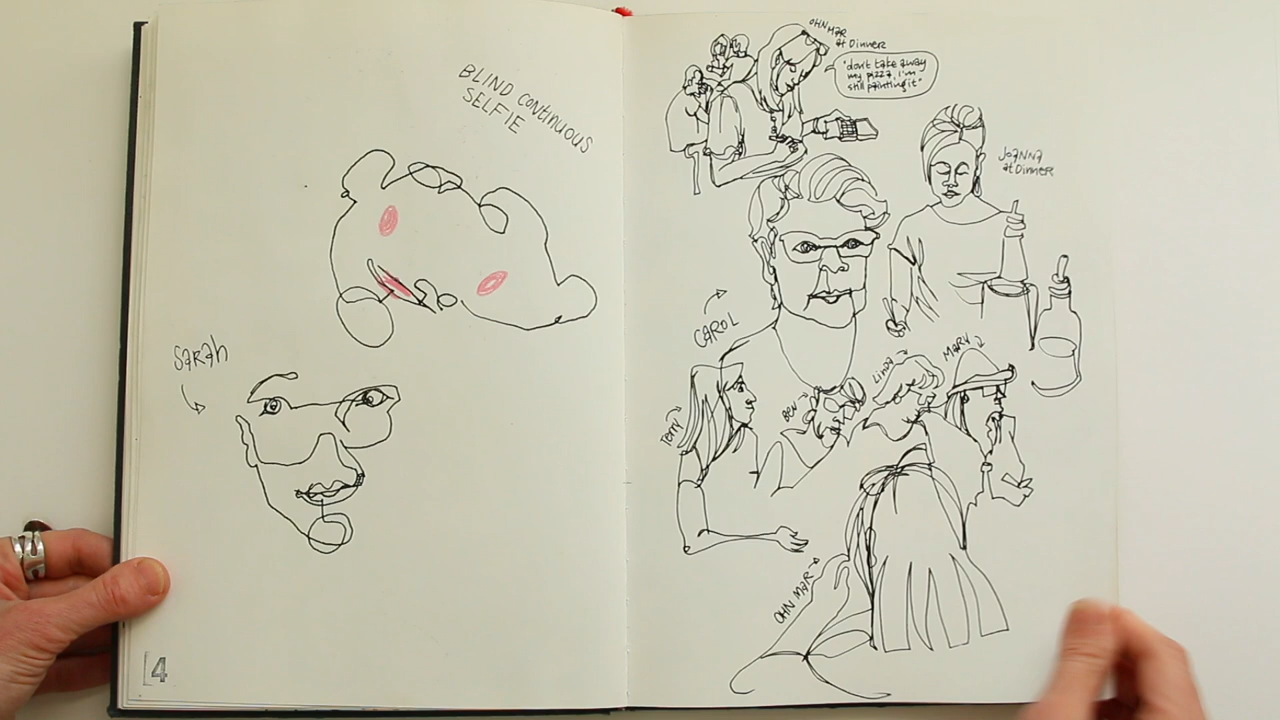 BLIND CONTINUOUS
SELFIE
SARAH
4
OHN MAR
at Dinner
"don't take away
my pizza, i'm
still painting it"
JOANNA
at Dinner
CAROL
Terry
BEN
Linda
MARY
OHN MAR